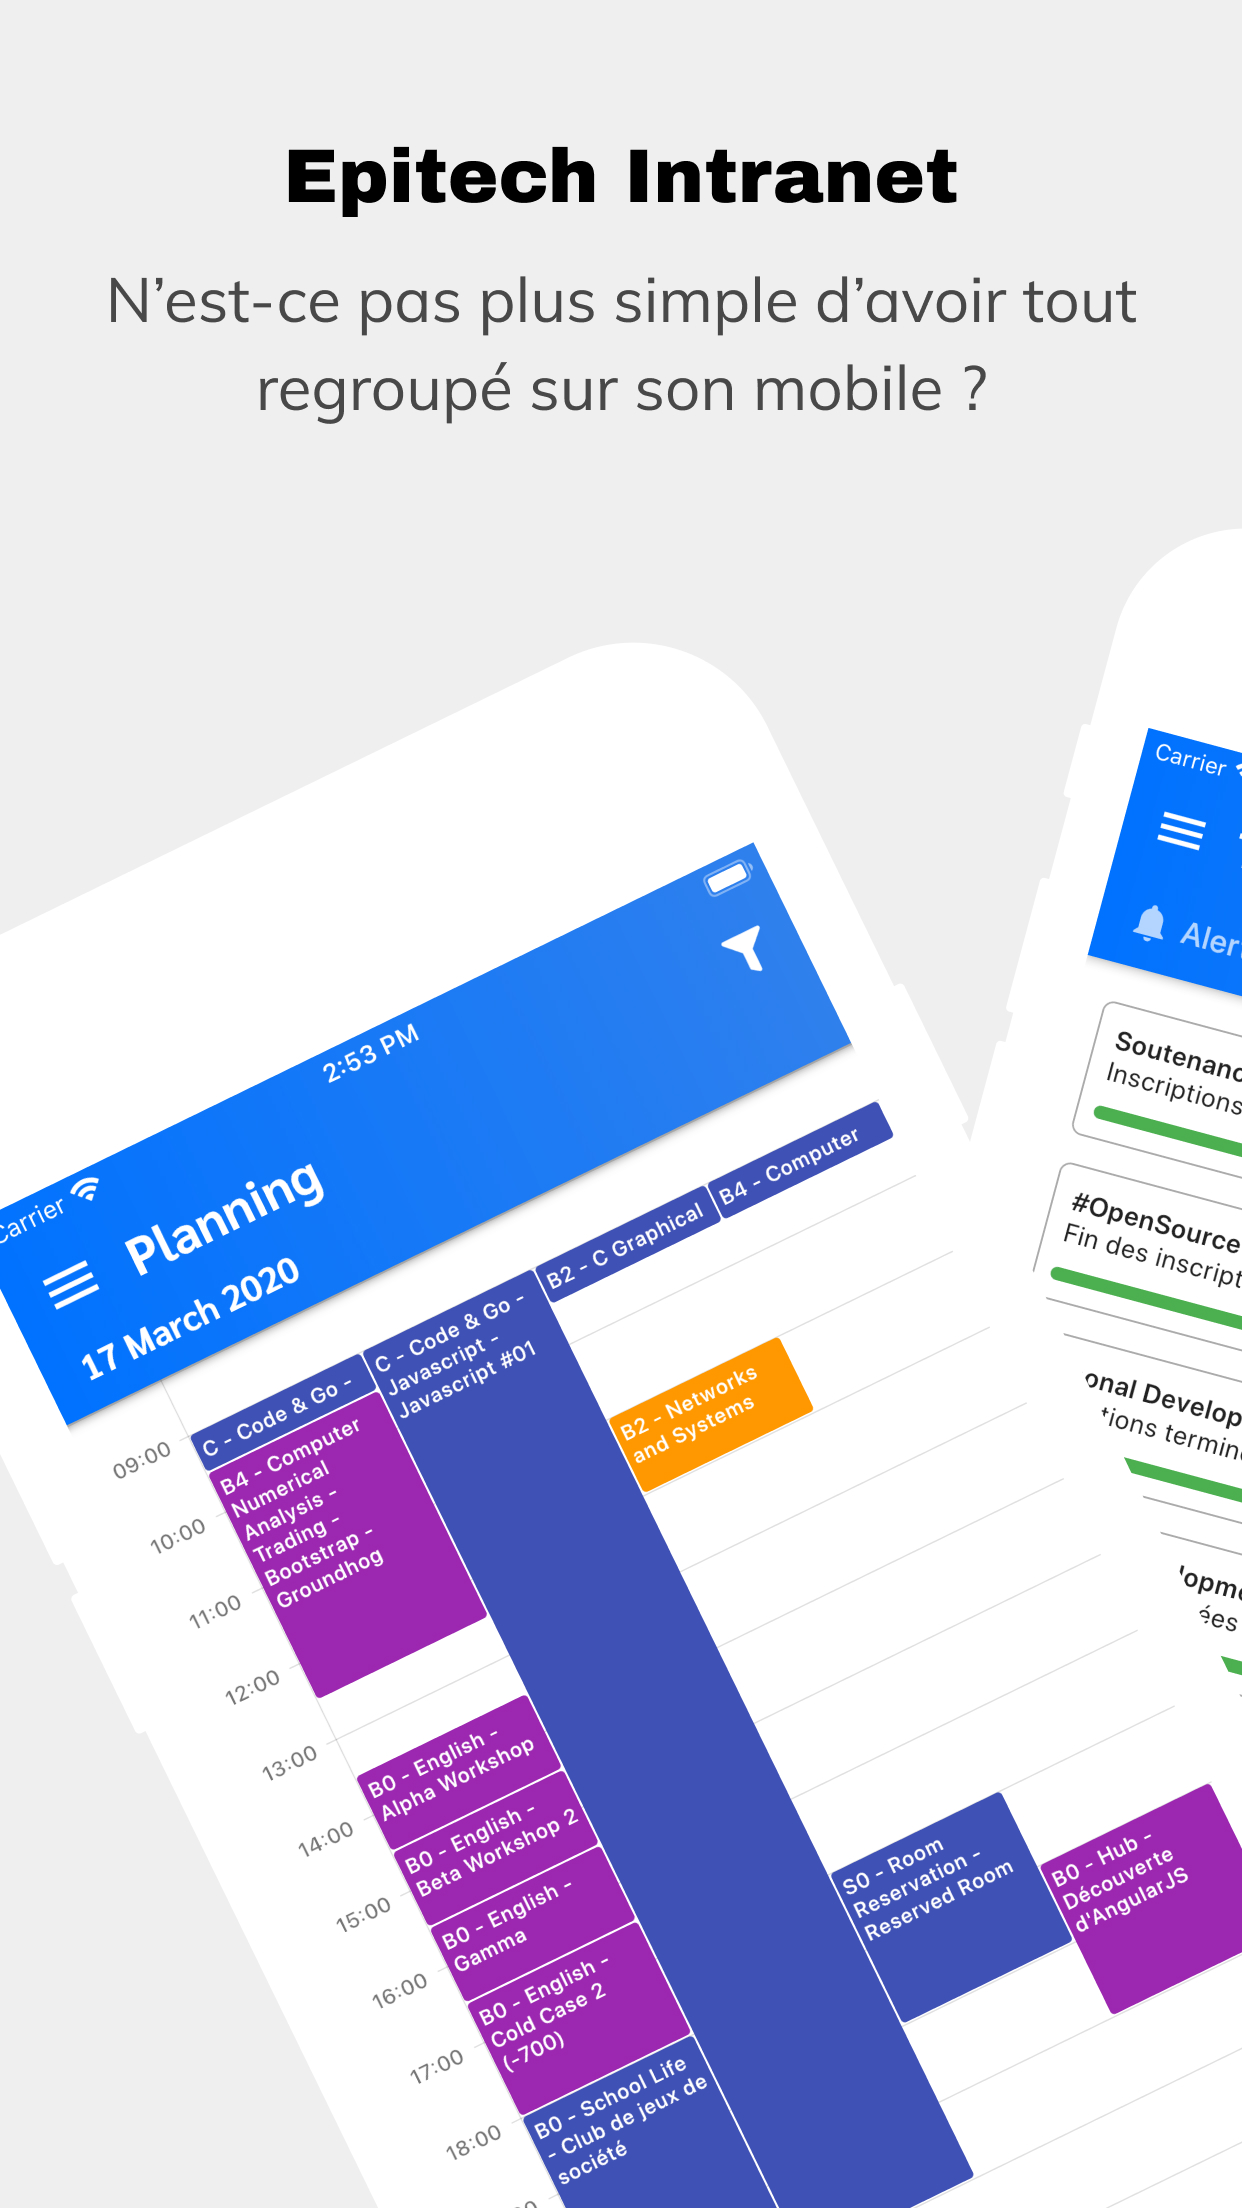 Epitech Intranet
N’est-ce pas plus simple d’avoir tout
regroupé sur son mobile ?
Carrier
2:53 PM
Planning
17 March 2020
09:00
10:00
11:00
12:00
13:00
14:00
15:00
16:00
17:00
18:00
C - Code & Go -
B4 - Computer
Numerical
Analysis -
Trading -
Bootstrap -
Groundhog
C - Code & Go -
Javascript -
Javascript #01
B2 - C Graphical
B4 - Computer
B2 - Networks
and Systems
B0 - English -
Alpha Workshop
B0 - English -
Beta Workshop 2
B0 - English -
Gamma
B0 - English -
Cold Case 2
(-700)
B0 - School Life
- Club de jeux de
société
S0 - Room
Reservation -
Reserved Room
B0 - Hub -
Découverte
d'AngularJS
Carrier
Aler
Soutenanc
Inscriptions
#OpenSource
Fin des inscript
onal Develop
tions termin
lopme
ées